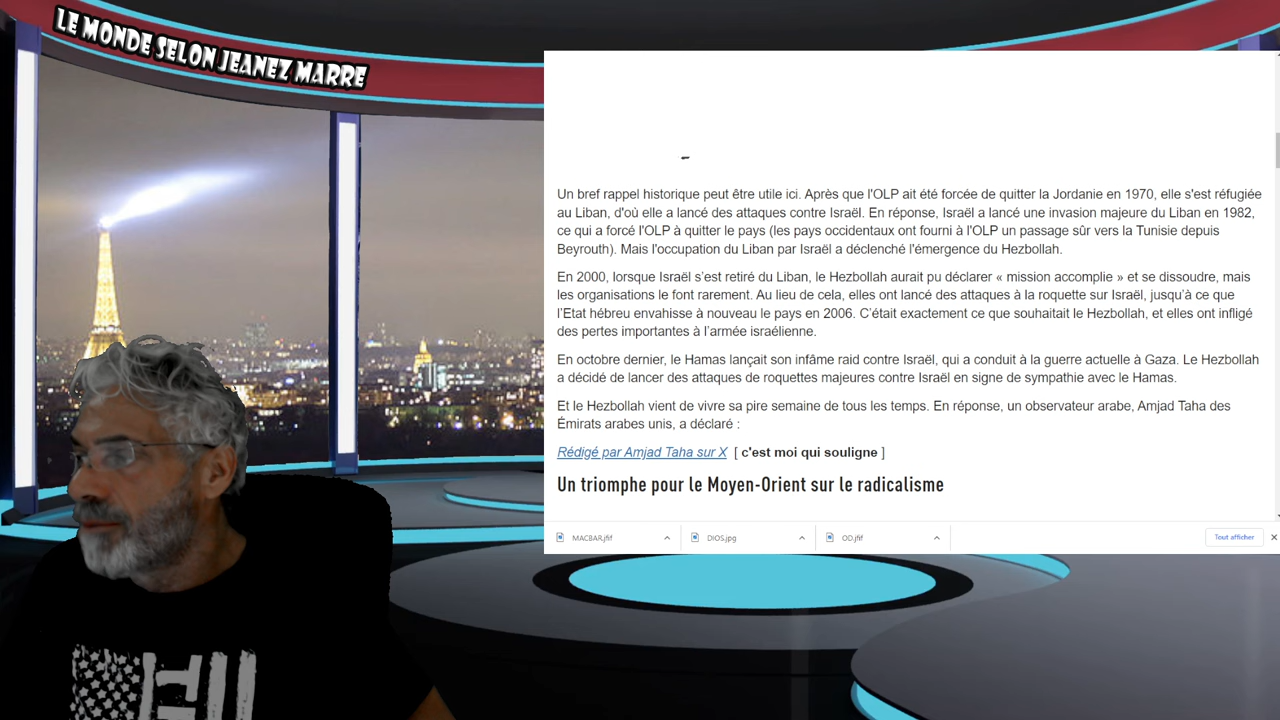 LE MONDE SELON JEANEZ MARRE
Un bref rappel historique peut être utile ici. Après que l'OLP ait été forcée de quitter la Jordanie en 1970, elle s'est réfugiée
au Liban, d'où elle a lancé des attaques contre Israël. En réponse, Israël a lancé une invasion majeure du Liban en 1982,
ce qui a forcé l'OLP à quitter le pays (les pays occidentaux ont fourni à l'OLP un passage sûr vers la Tunisie depuis
Beyrouth). Mais l'occupation du Liban par Israël a déclenché l'émergence du Hezbollah.
En 2000, lorsque Israël s’est retiré du Liban, le Hezbollah aurait pu déclarer « mission accomplie » et se dissoudre, mais
les organisations le font rarement. Au lieu de cela, elles ont lancé des attaques à la roquette sur Israël, jusqu’à ce que
l’Etat hébreu envahisse à nouveau le pays en 2006. C’était exactement ce que souhaitait le Hezbollah, et elles ont infligé
des pertes importantes à l’armée israélienne.
En octobre dernier, le Hamas lançait son infâme raid contre Israël, qui a conduit à la guerre actuelle à Gaza. Le Hezbollah
a décidé de lancer des attaques de roquettes majeures contre Israël en signe de sympathie avec le Hamas.
Et le Hezbollah vient de vivre sa pire semaine de tous les temps. En réponse, un observateur arabe, Amjad Taha des
Émirats arabes unis, a déclaré :
Rédigé par Amjad Taha sur X [ c'est moi qui souligne ]
Un triomphe pour le Moyen-Orient sur le radicalisme
MACBAR.jfif
DIOS.jpg
OD.jfif
Tout afficher